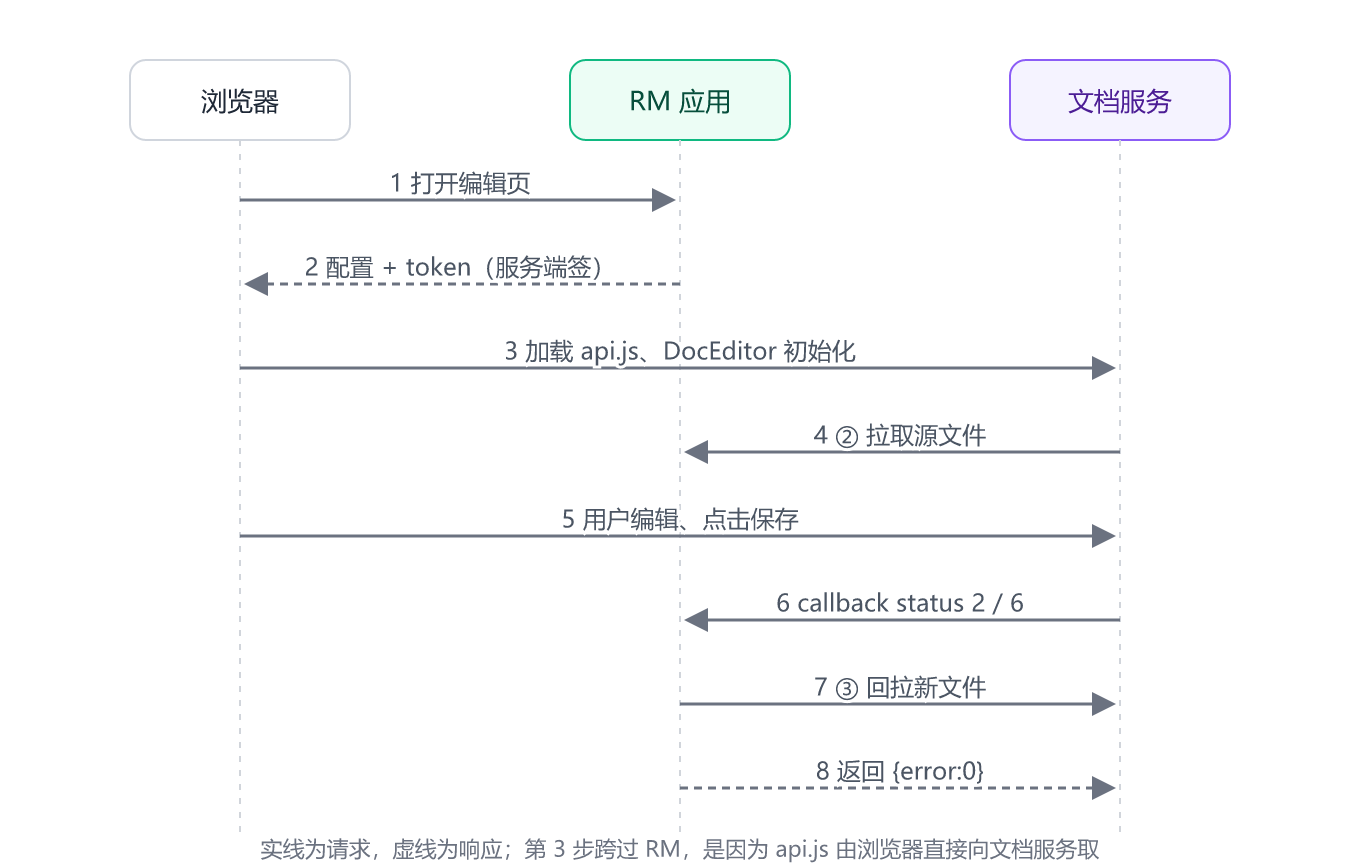 浏览器
RM 应用
文档服务
1 打开编辑页
2 配置 + token（服务端签）
3 加载 api.js、DocEditor 初始化
4 ② 拉取源文件
5 用户编辑、点击保存
6 callback status 2 / 6
7 ③ 回拉新文件
8 返回 {error:0}
实线为请求，虚线为响应；第 3 步跨过 RM，是因为 api.js 由浏览器直接向文档服务取